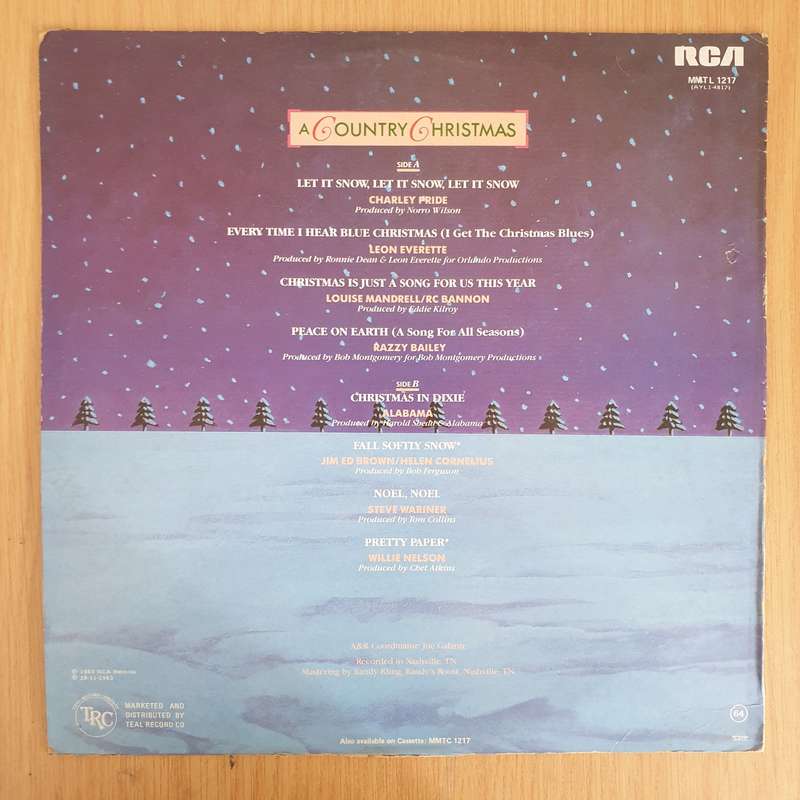 RCA
MMTL 1217
(AYL1-4817)
A COUNTRY CHRISTMAS
SIDE A
LET IT SNOW, LET IT SNOW, LET IT SNOW
CHARLEY PRIDE
Produced by Norro Wilson
EVERY TIME I HEAR BLUE CHRISTMAS (I Get The Christmas Blues)
LEON EVERETTE
Produced by Ronnie Dean & Leon Everette for Orlando Productions
CHRISTMAS IS JUST A SONG FOR US THIS YEAR
LOUISE MANDRELL/RC BANNON
Produced by Eddie Kilroy
PEACE ON EARTH (A Song For All Seasons)
RAZZY BAILEY
Produced by Bob Montgomery for Bob Montgomery Productions
SIDE B
CHRISTMAS IN DIXIE
ALABAMA
Produced by Harold Shedd & Alabama
FALL SOFTLY SNOW*
JIM ED BROWN/HELEN CORNELIUS
Produced by Bob Ferguson
NOEL, NOEL
STEVE WARINER
Produced by Tom Collins
PRETTY PAPER*
WILLIE NELSON
Produced by Chet Atkins
A&R Coordinator: Joe Galante
Recorded in Nashville, TN
Mastering by Randy Kling, Randy's Roost, Nashville, TN
RCA Records
TRC
MARKETED AND
DISTRIBUTED BY
TEAL RECORD CO
64
Also available on Cassette: MMTC 1217